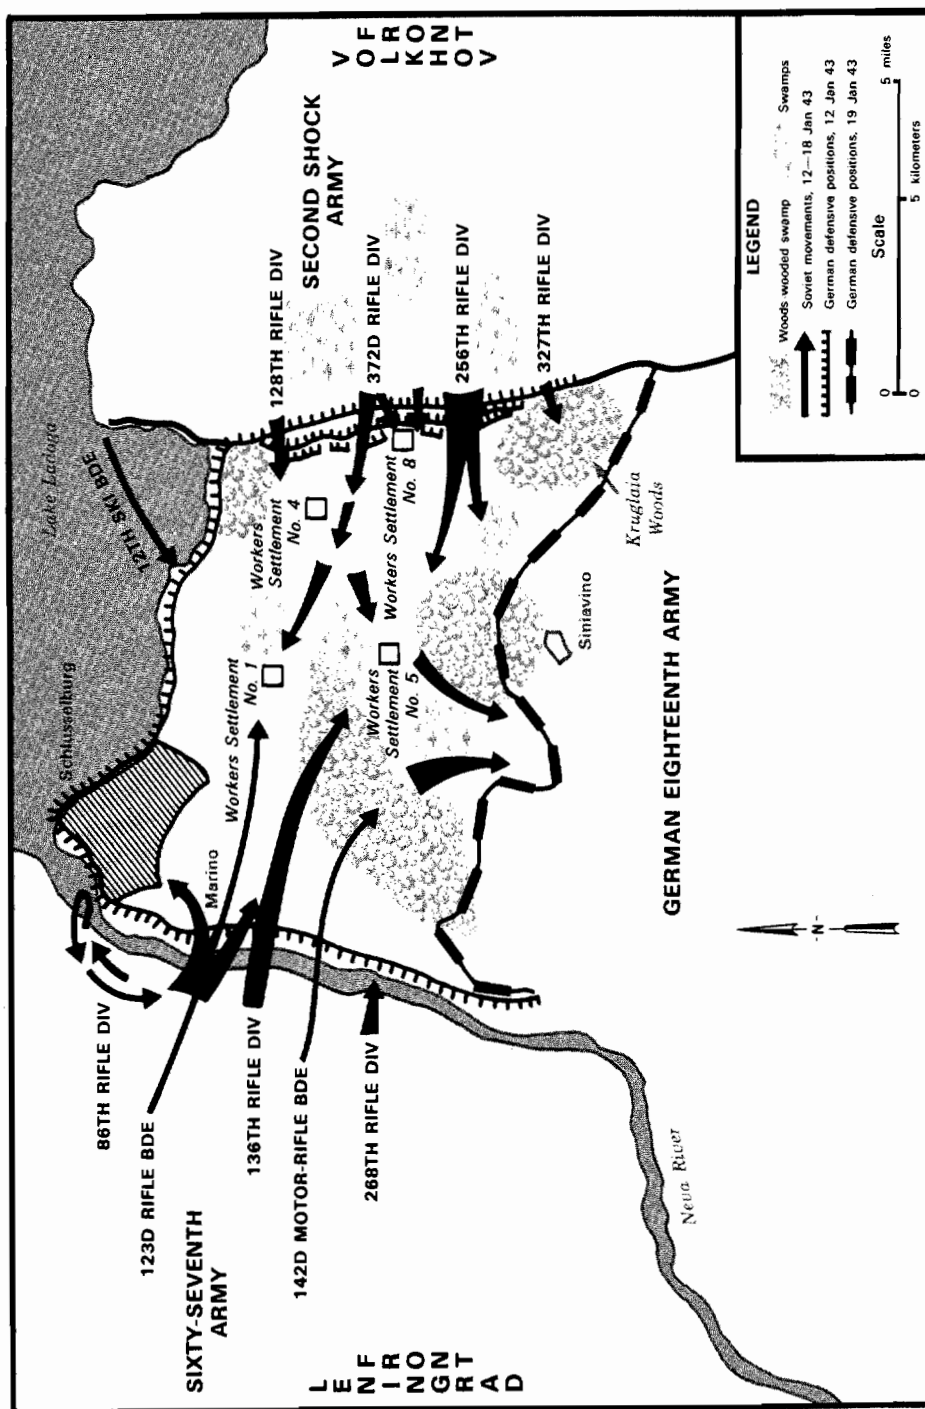 Lake Ladoga
12TH SKI BDE
Schlusselburg
86TH RIFLE DIV
123D RIFLE BDE
Marino
Workers Settlement
No. 1
Workers
Settlement
No. 4
128TH RIFLE DIV
SECOND SHOCK
ARMY
SIXTY-SEVENTH
ARMY
136TH RIFLE DIV
142D MOTOR-RIFLE BDE
268TH RIFLE DIV
372D RIFLE DIV
Workers Settlement
No. 8
Workers
Settlement
No. 5
256TH RIFLE DIV
327TH RIFLE DIV
V O
O F L R
K O
H N
O T
V
L
E F
N R
I O
N N
G T
R
A
D
Siniavino
Kruglaia
Woods
GERMAN EIGHTEENTH ARMY
Neva River
-N-
LEGEND
Woods wooded swamp
Swamps
Soviet movements, 12—18 Jan 43
German defensive positions, 12 Jan 43
German defensive positions, 19 Jan 43
Scale
0 5 miles
0 5 kilometers